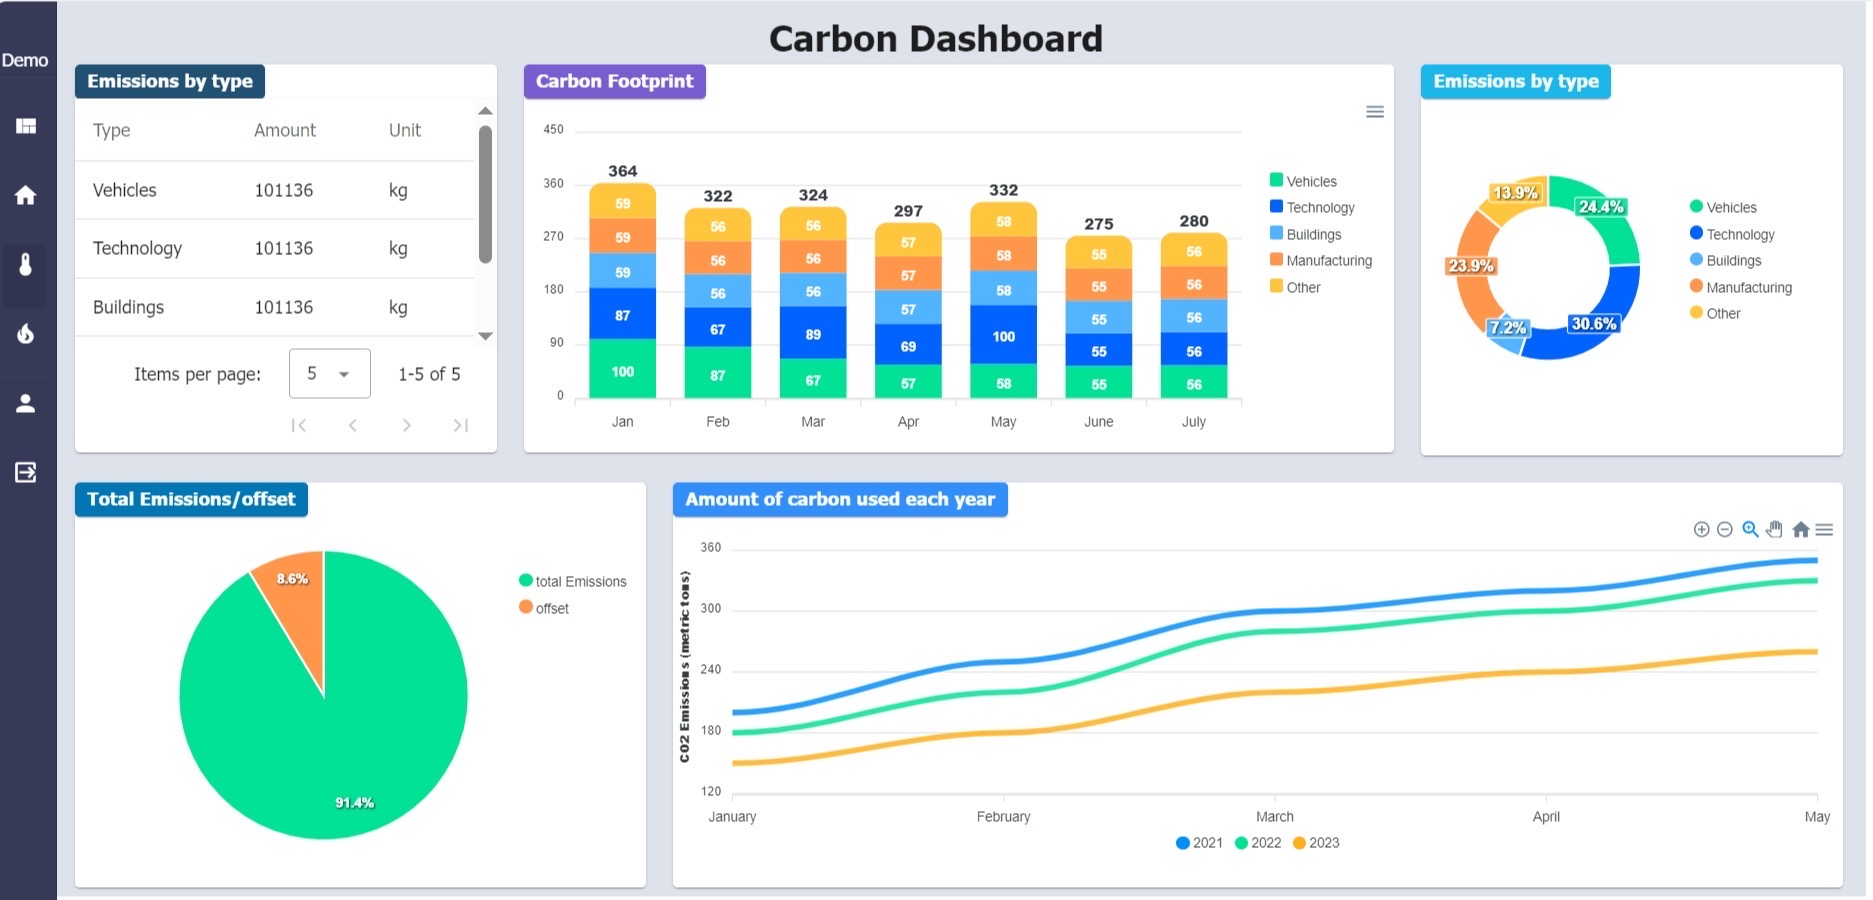 Carbon Dashboard
Demo
Emissions by type
Type Amount Unit
Vehicles 101136 kg
Technology 101136 kg
Buildings 101136 kg
Items per page: 5 1-5 of 5
Carbon Footprint
450
360
270
180
90
0
364 322 324 297 332 275 280
59 56 56 57 58 55 56
59 56 56 57 58 55 56
59 56 56 57 58 55 56
87 67 89 69 100 55 56
100 87 67 57 58 55 56
Jan Feb Mar Apr May June July
Vehicles
Technology
Buildings
Manufacturing
Other
Emissions by type
13.9%
24.4%
23.9%
7.2%
30.6%
Vehicles
Technology
Buildings
Manufacturing
Other
Total Emissions/offset
8.6%
91.4%
total Emissions
offset
Amount of carbon used each year
CO2 Emissions (metric tons)
360
300
240
180
120
January February March April May
2021 2022 2023